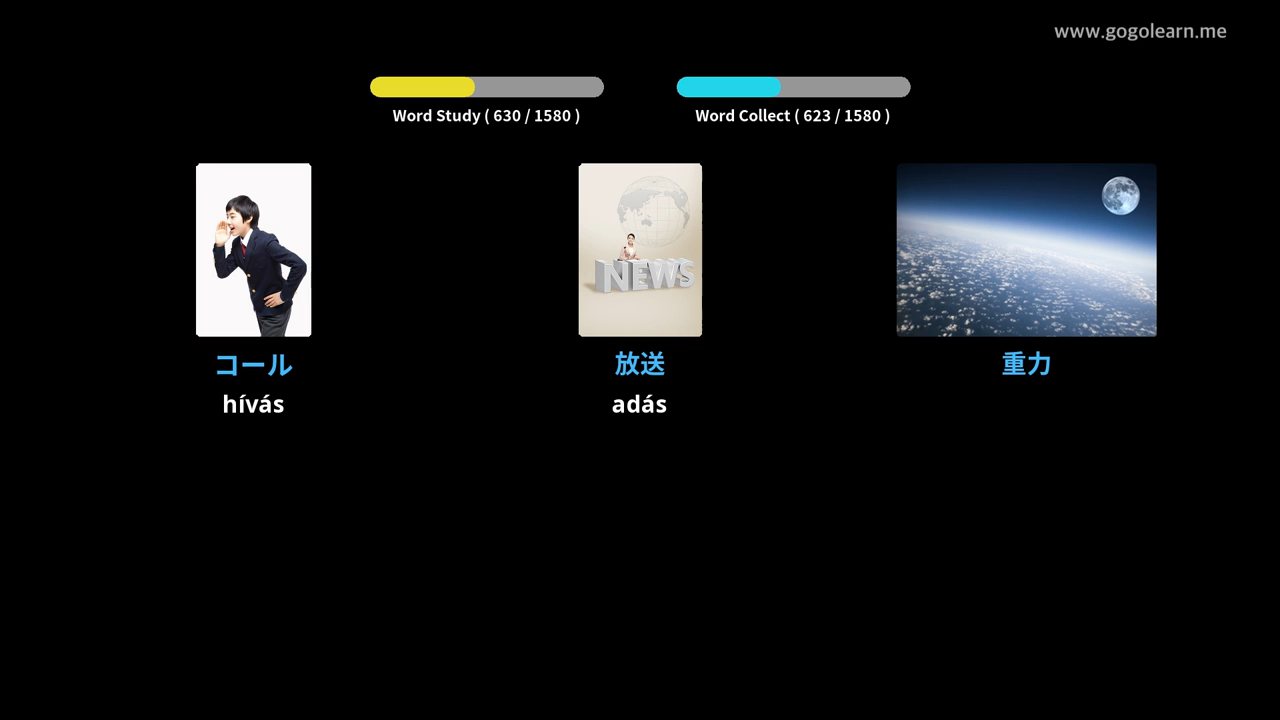 www.gogolearn.me
Word Study ( 630 / 1580 )
Word Collect ( 623 / 1580 )
NEWS
コール
放送
重力
hívás
adás